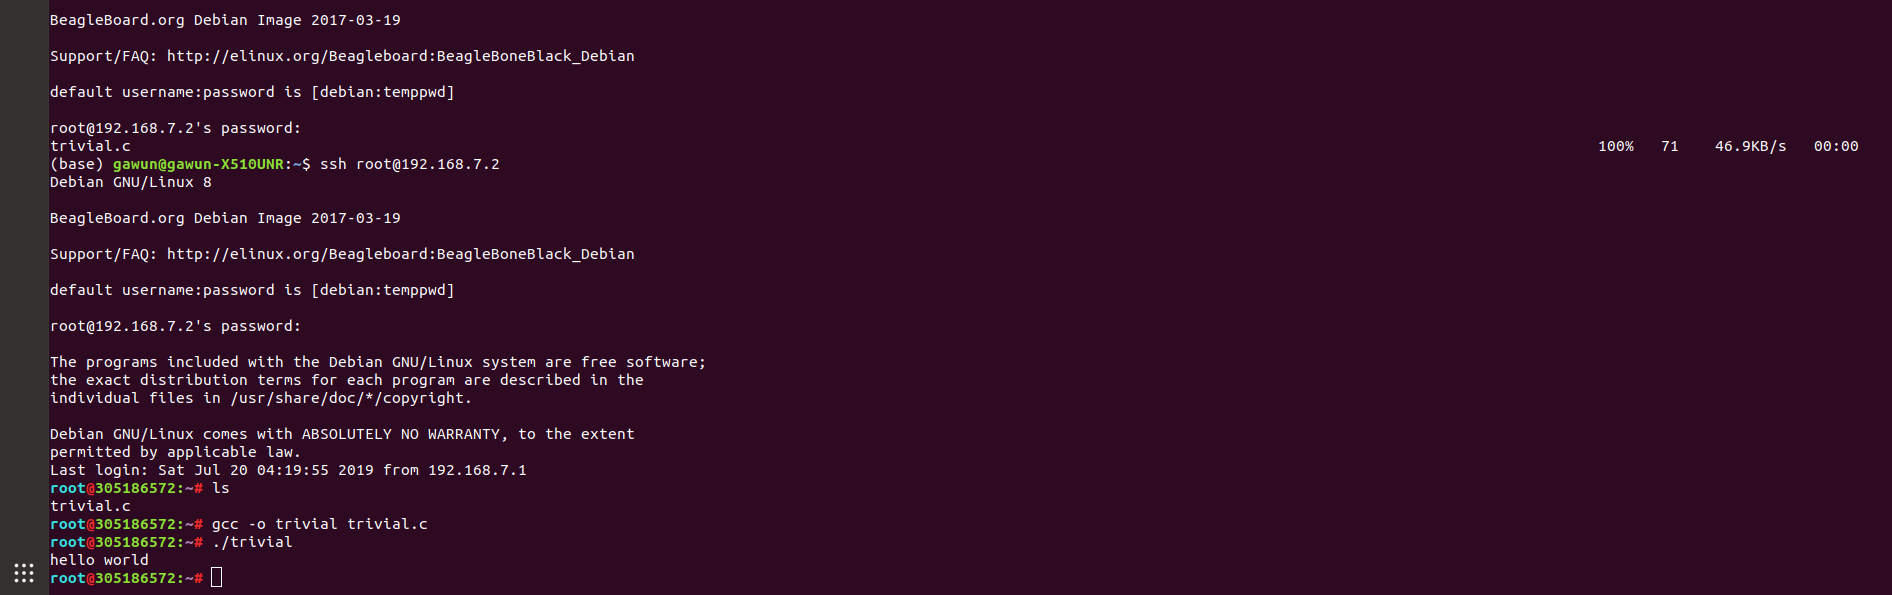 BeagleBoard.org Debian Image 2017-03-19
Support/FAQ: http://elinux.org/Beagleboard:BeagleBoneBlack_Debian
default username:password is [debian:temppwd]
root@192.168.7.2's password:
trivial.c 100% 71 46.9KB/s 00:00
(base) gawun@gawun-X510UNR:~$ ssh root@192.168.7.2
Debian GNU/Linux 8
BeagleBoard.org Debian Image 2017-03-19
Support/FAQ: http://elinux.org/Beagleboard:BeagleBoneBlack_Debian
default username:password is [debian:temppwd]
root@192.168.7.2's password:
The programs included with the Debian GNU/Linux system are free software;
the exact distribution terms for each program are described in the
individual files in /usr/share/doc/*/copyright.
Debian GNU/Linux comes with ABSOLUTELY NO WARRANTY, to the extent
permitted by applicable law.
Last login: Sat Jul 20 04:19:55 2019 from 192.168.7.1
root@305186572:~# ls
trivial.c
root@305186572:~# gcc -o trivial trivial.c
root@305186572:~# ./trivial
hello world
root@305186572:~#